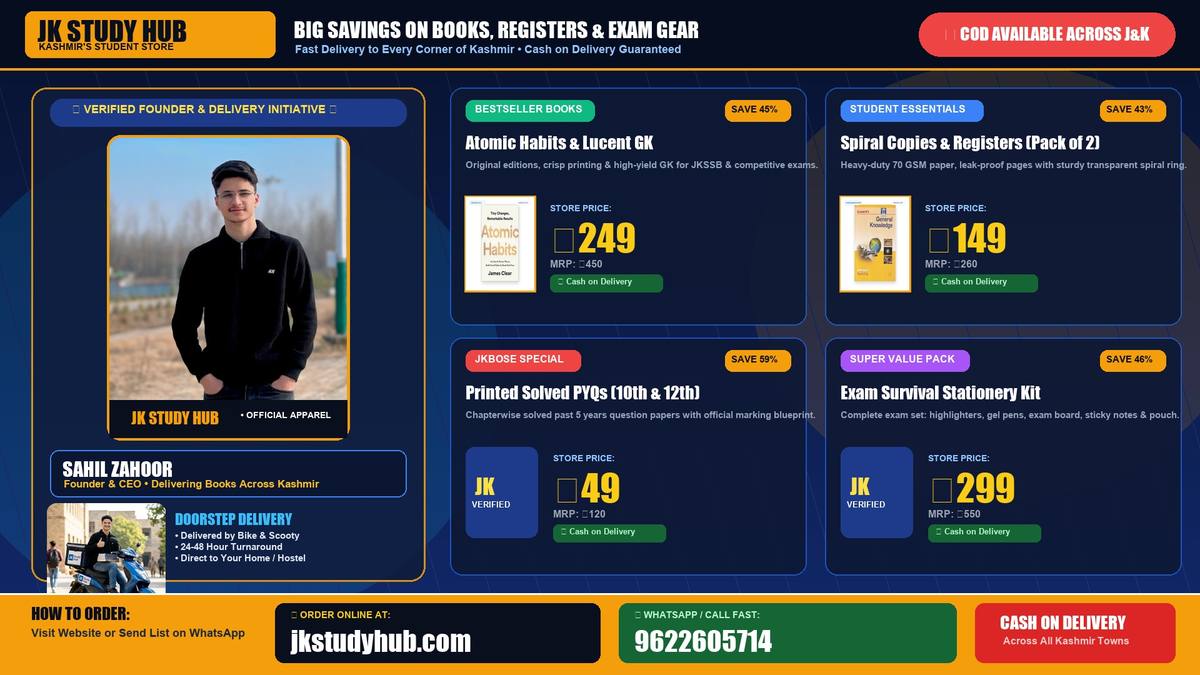 JK STUDY HUB
KASHMIR'S STUDENT STORE
BIG SAVINGS ON BOOKS, REGISTERS & EXAM GEAR
Fast Delivery to Every Corner of Kashmir • Cash on Delivery Guaranteed
COD AVAILABLE ACROSS J&K
□ VERIFIED FOUNDER & DELIVERY INITIATIVE □
JK STUDY HUB
• OFFICIAL APPAREL
SAHIL ZAHOOR
Founder & CEO • Delivering Books Across Kashmir
DOORSTEP DELIVERY
• Delivered by Bike & Scooty
• 24-48 Hour Turnaround
• Direct to Your Home / Hostel
BESTSELLER BOOKS
SAVE 45%
Atomic Habits & Lucent GK
Original editions, crisp printing & high-yield GK for JKSSB & competitive exams.
Tiny Changes,
Remarkable Results
Atomic
Habits
James Clear
STORE PRICE:
□249
MRP: □450
□ Cash on Delivery
STUDENT ESSENTIALS
SAVE 43%
Spiral Copies & Registers (Pack of 2)
Heavy-duty 70 GSM paper, leak-proof pages with sturdy transparent spiral ring.
General
Knowledge
STORE PRICE:
□149
MRP: □260
□ Cash on Delivery
JKBOSE SPECIAL
SAVE 59%
Printed Solved PYQs (10th & 12th)
Chapterwise solved past 5 years question papers with official marking blueprint.
JK
VERIFIED
STORE PRICE:
□49
MRP: □120
□ Cash on Delivery
SUPER VALUE PACK
SAVE 46%
Exam Survival Stationery Kit
Complete exam set: highlighters, gel pens, exam board, sticky notes & pouch.
JK
VERIFIED
STORE PRICE:
□299
MRP: □550
□ Cash on Delivery
HOW TO ORDER:
Visit Website or Send List on WhatsApp
□ ORDER ONLINE AT:
jkstudyhub.com
□ WHATSAPP / CALL FAST:
9622605714
CASH ON DELIVERY
Across All Kashmir Towns